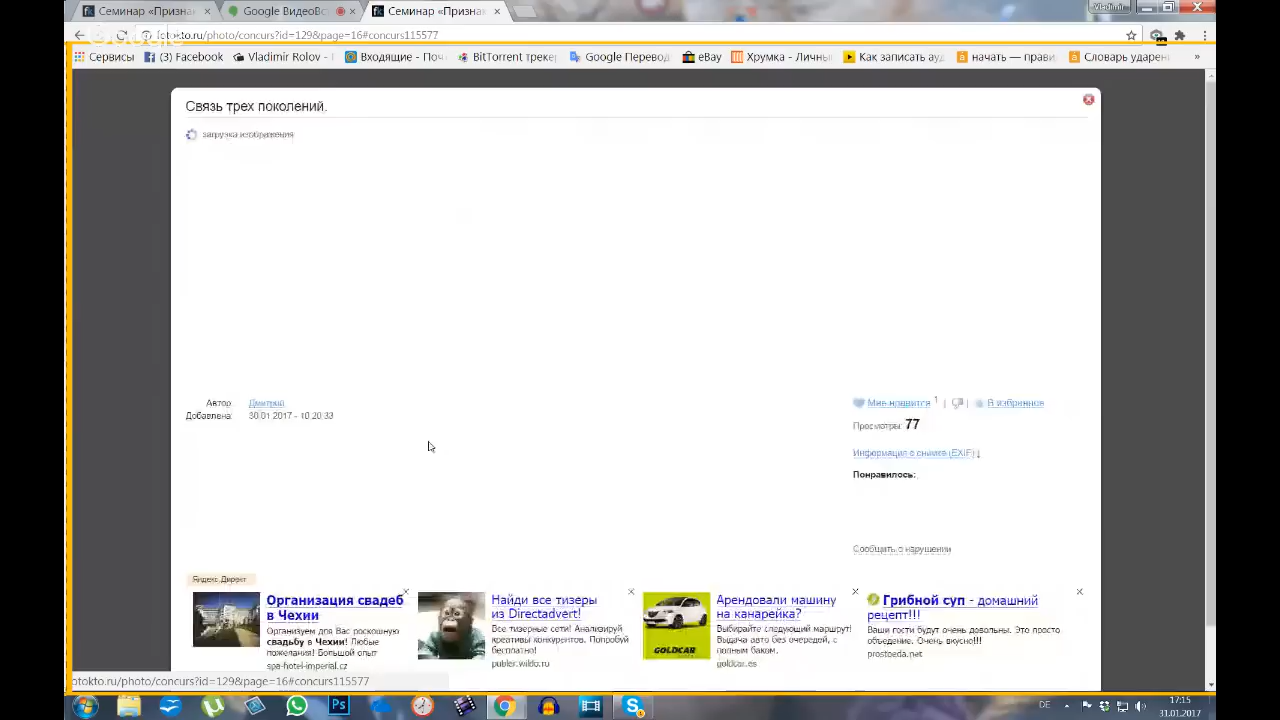 Семинар «Призна
Google ВидеоВс
Семинар «Призна
Vladimir
fotokto.ru/photo/concurs?id=129&page=16#concurs115577
Сервисы
(3) Facebook
Vladimir Rolov -
Входящие - Поч
BitTorrent треке
Google Перевод
eBay
Хрумка - Личны
Как записать ауд
начать — прави
Словарь ударен
»
Связь трех поколений.
загрузка изображения
Автор: Дмитрий
Добавлена: 30.01.2017 - 10:20:33
Мне нравится 1 | | В избранное
Просмотры: 77
Информация о снимке (EXIF) ↓
Понравилось:
Сообщить о нарушении
Яндекс.Директ
Организация свадеб
в Чехии
Организуем для Вас роскошную
свадьбу в Чехии! Любые
пожелания! Большой опыт
spa-hotel-imperial.cz
Найди все тизеры
из Directadvert!
Все тизерные сети! Анализируй
креативы конкурентов. Попробуй
бесплатно!
publer.wildo.ru
GOLDCAR
Арендовали машину
на канарейка?
Выбирайте следующий маршрут!
Выдача авто без очередей, с
полным баком.
goldcar.es
Грибной суп - домашний
рецепт!!!
Ваши гости будут очень довольны. Это просто
объедение. Очень вкусно!!!
prostoeda.net
otokto.ru/photo/concurs?id=129&page=16#concurs115577
Ps
DE
17:15
31.01.2017